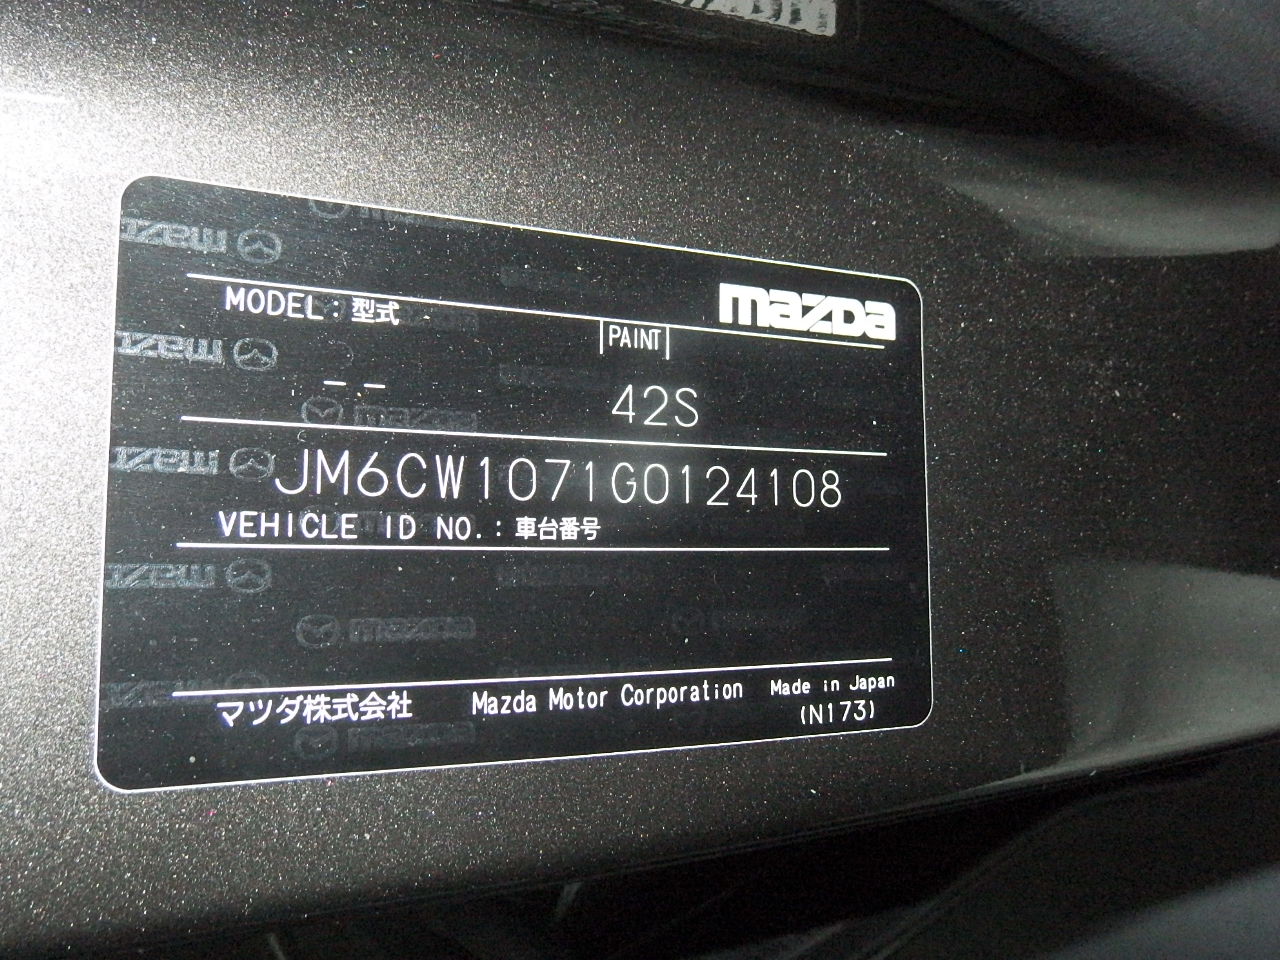 mazda
MODEL : 型式
PAINT
-- 42S
JM6CW1071G0124108
VEHICLE ID NO. : 車台番号
マツダ株式会社 Mazda Motor Corporation Made in Japan
(N173)